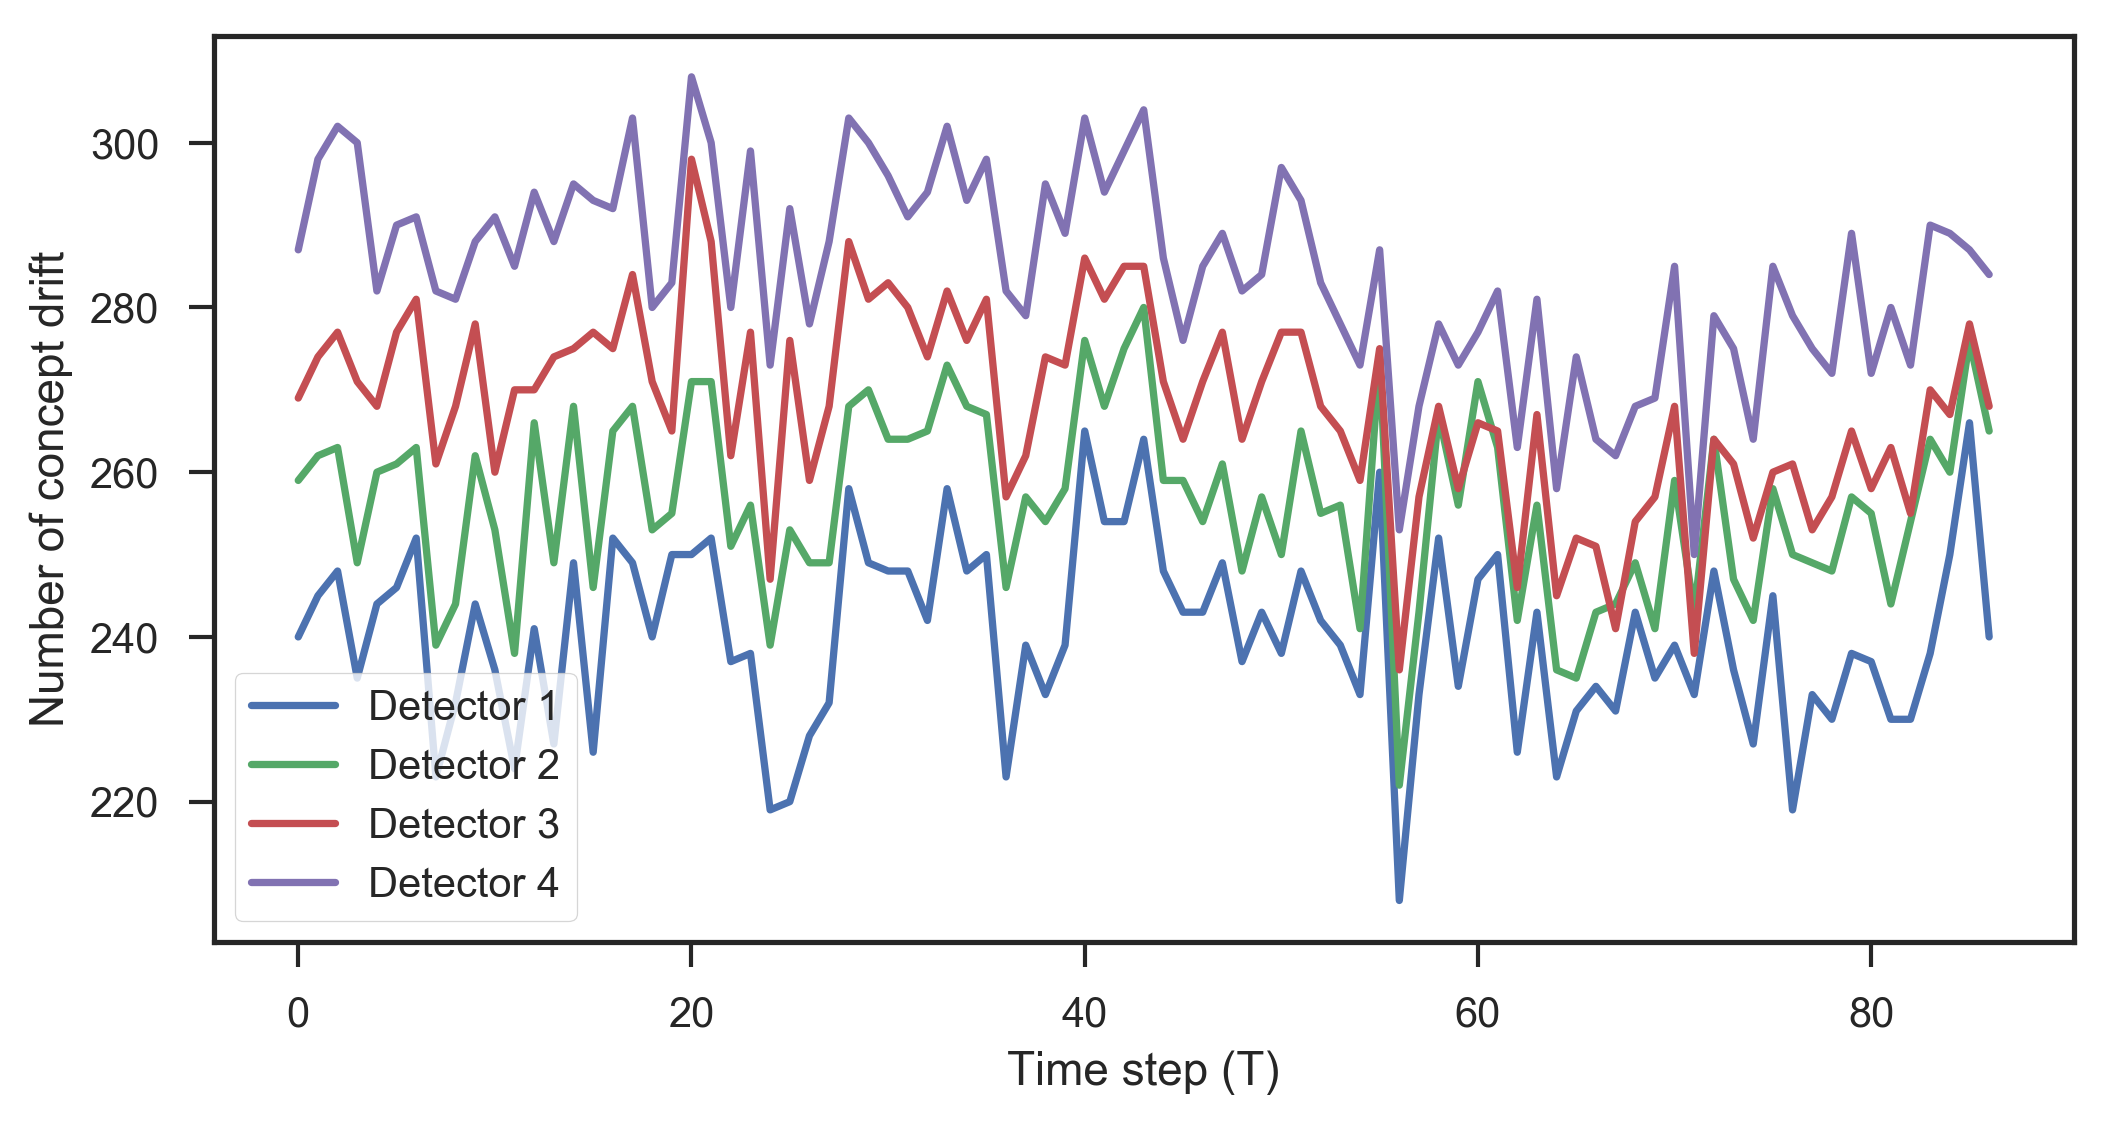 Number of concept drift
300
280
260
240
220
Detector 1
Detector 2
Detector 3
Detector 4
0 20 40 60 80
Time step (T)